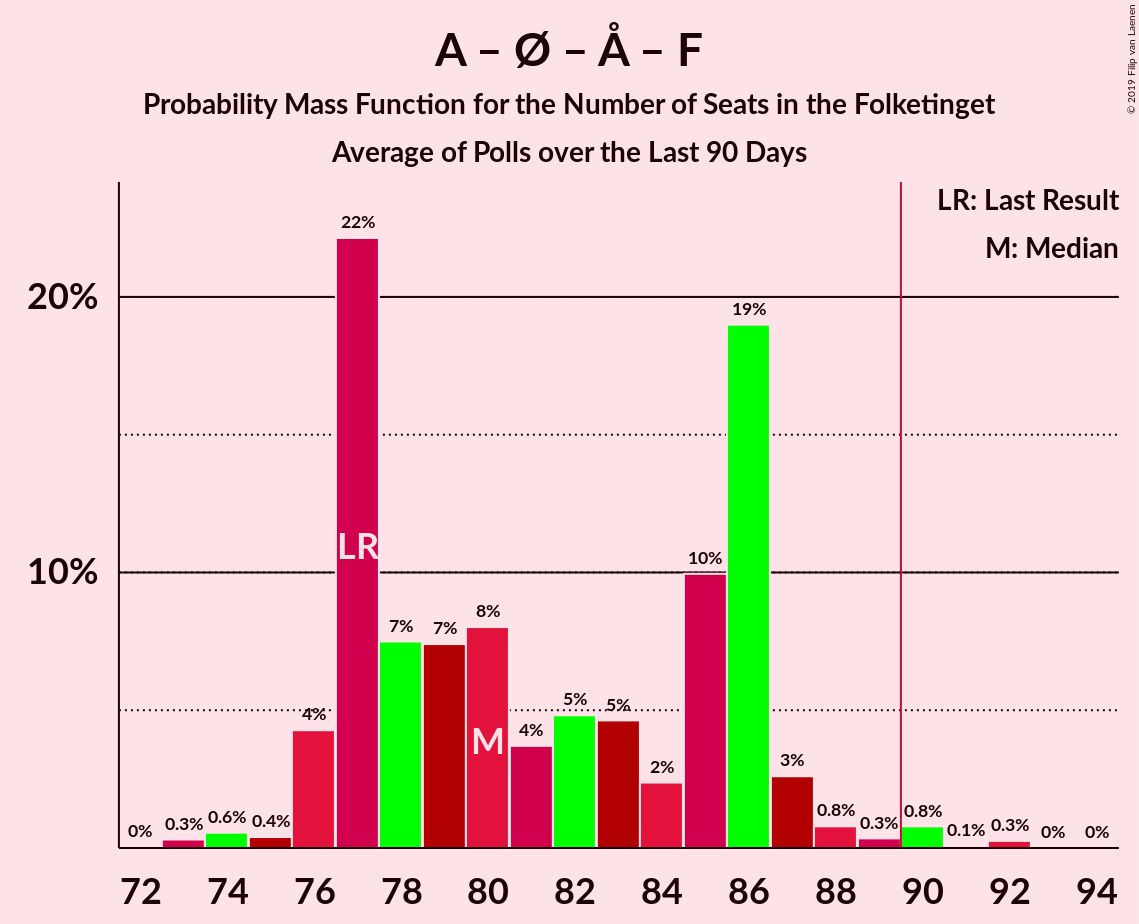 A – Ø – Å – F
Probability Mass Function for the Number of Seats in the Folketinget
Average of Polls over the Last 90 Days
© 2019 Filip van Laenen
LR: Last Result
M: Median
20%
10%
0%
0.3%
0.6%
0.4%
4%
22%
7%
7%
8%
4%
5%
5%
2%
10%
19%
3%
0.8%
0.3%
0.8%
0.1%
0.3%
0%
0%
LR
M
72 74 76 78 80 82 84 86 88 90 92 94